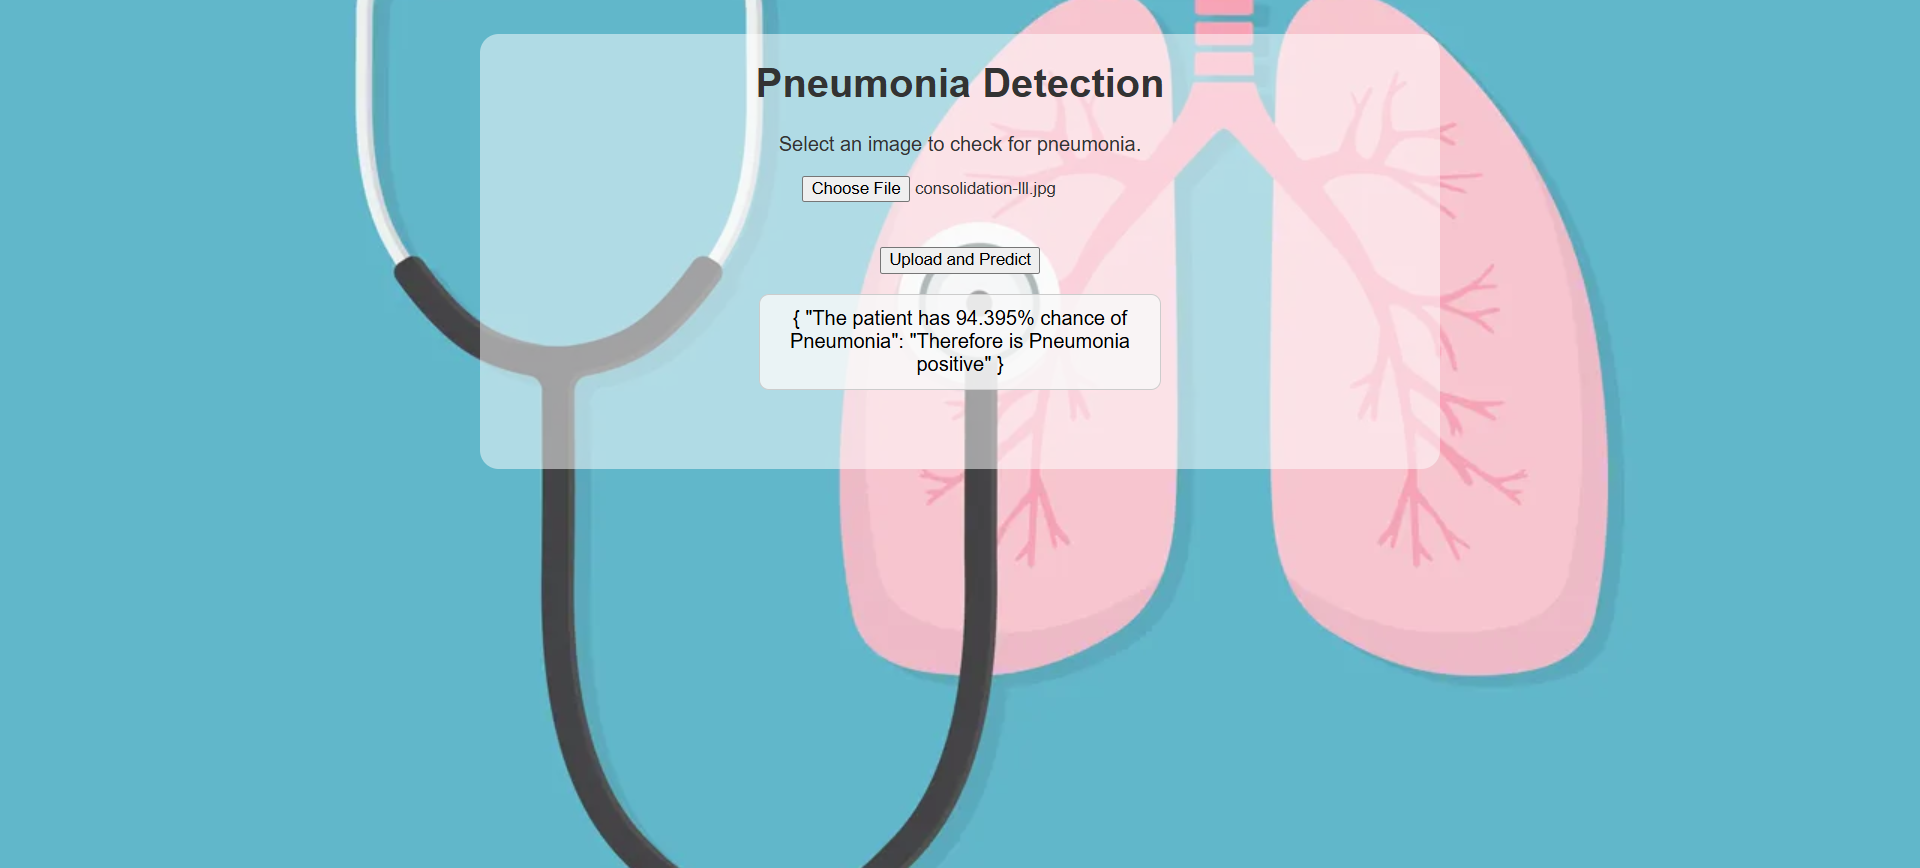 Pneumonia Detection
Select an image to check for pneumonia.
Choose File consolidation-lll.jpg
Upload and Predict
{ "The patient has 94.395% chance of
Pneumonia": "Therefore is Pneumonia
positive" }